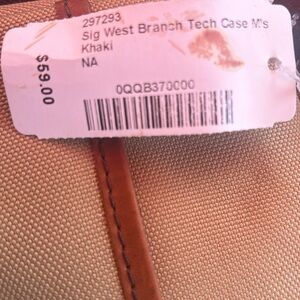 297293
Sig West Branch Tech Case M's
Khaki
NA
0QQB370000
$59.00